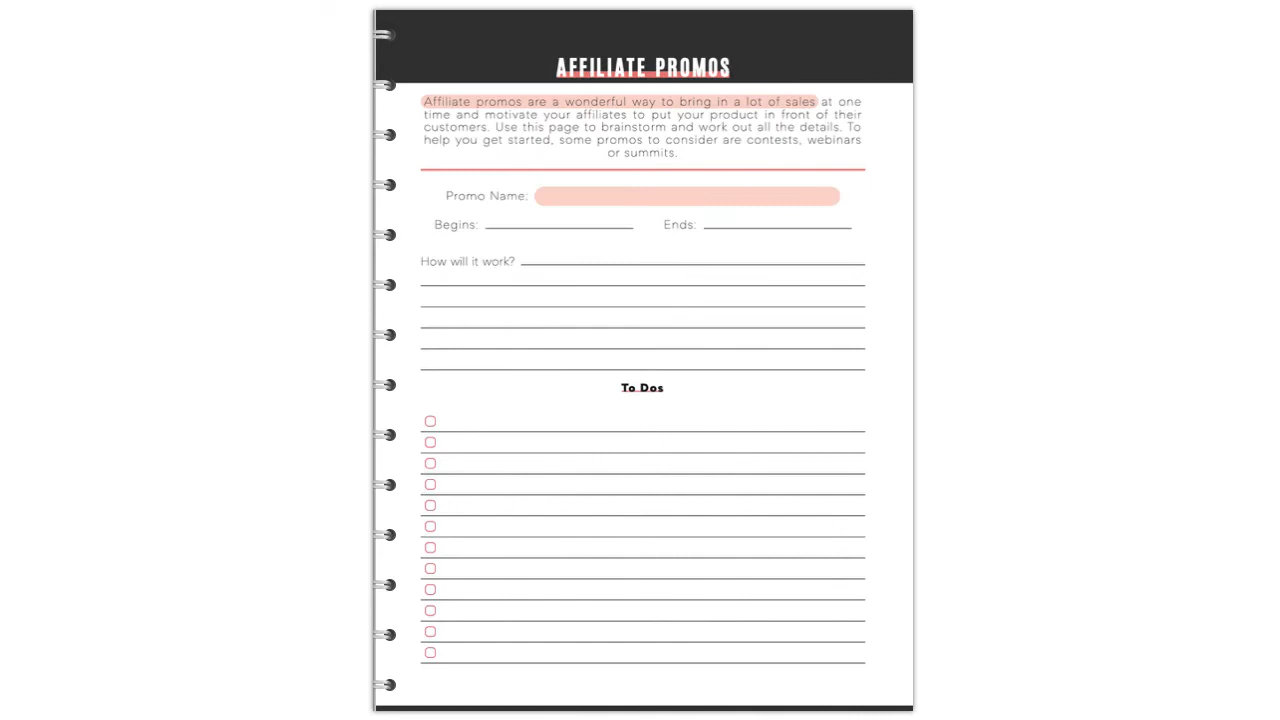 AFFILIATE PROMOS
Affiliate promos are a wonderful way to bring in a lot of sales at one
time and motivate your affiliates to put your product in front of their
customers. Use this page to brainstorm and work out all the details. To
help you get started, some promos to consider are contests, webinars
or summits.
Promo Name:
Begins: Ends:
How will it work?
To Dos